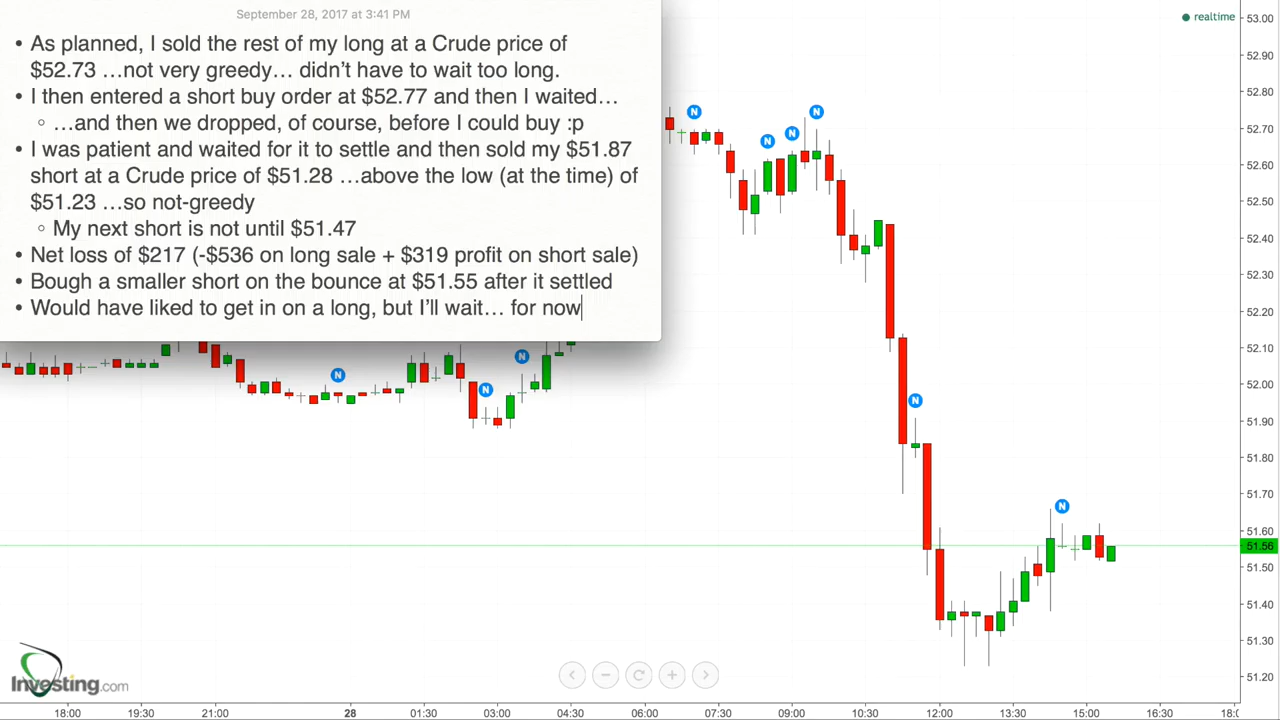 September 28, 2017 at 3:41 PM
• As planned, I sold the rest of my long at a Crude price of
$52.73 …not very greedy… didn’t have to wait too long.
• I then entered a short buy order at $52.77 and then I waited…
◦ …and then we dropped, of course, before I could buy :p
• I was patient and waited for it to settle and then sold my $51.87
short at a Crude price of $51.28 …above the low (at the time) of
$51.23 …so not-greedy
◦ My next short is not until $51.47
• Net loss of $217 (-$536 on long sale + $319 profit on short sale)
• Bough a smaller short on the bounce at $51.55 after it settled
• Would have liked to get in on a long, but I’ll wait… for now
realtime
53.00
52.90
52.80
52.70
52.60
52.50
52.40
52.30
52.20
52.10
52.00
51.90
51.80
51.70
51.60
51.56
51.50
51.40
51.30
51.20
N
N
N
N
N
N
N
N
N
Investing.com
18:00 19:30 21:00 28 01:30 03:00 04:30 06:00 07:30 09:00 10:30 12:00 13:30 15:00 16:30 18:0